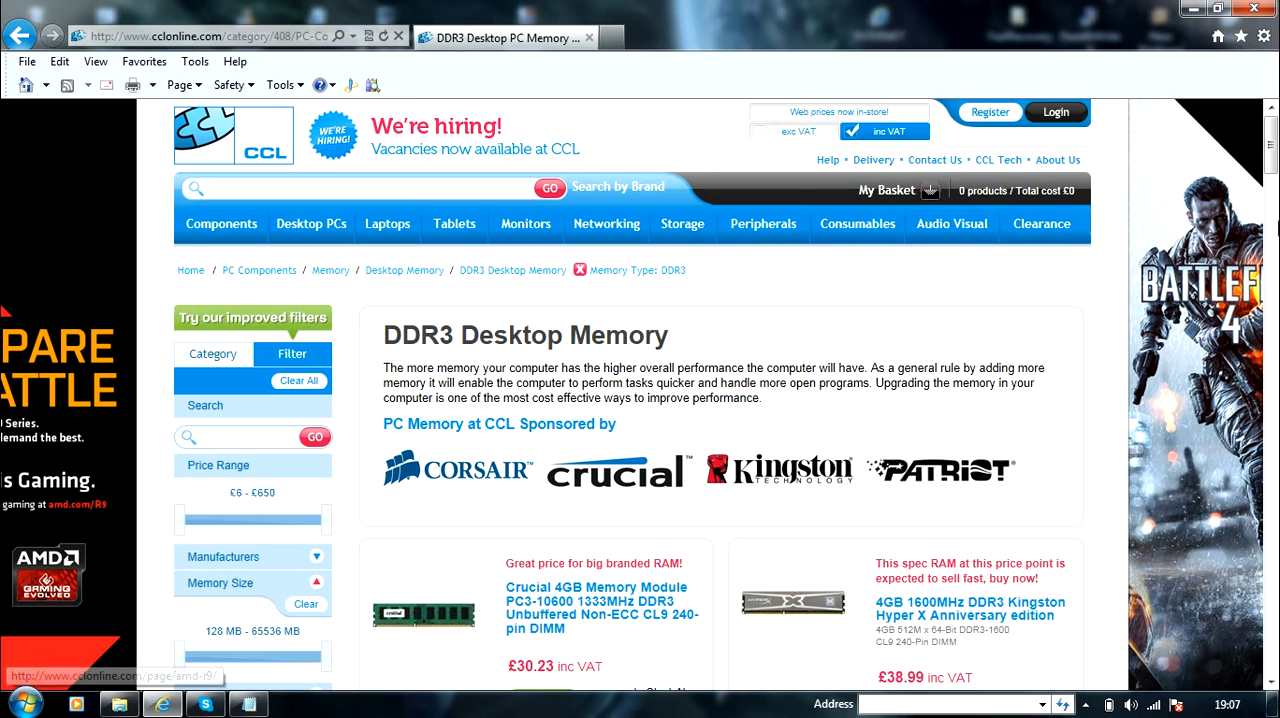 http://www.cclonline.com/category/408/PC-Co
DDR3 Desktop PC Memory ...
File Edit View Favorites Tools Help
Page Safety Tools
WE'RE HIRING!
We're hiring!
Vacancies now available at CCL
CCL
Web prices now in-store!
exc VAT inc VAT
Register Login
Help • Delivery • Contact Us • CCL Tech • About Us
GO Search by Brand
My Basket 0 products / Total cost £0
Components Desktop PCs Laptops Tablets Monitors Networking Storage Peripherals Consumables Audio Visual Clearance
Home / PC Components / Memory / Desktop Memory / DDR3 Desktop Memory Memory Type: DDR3
Try our improved filters
Category Filter
Clear All
Search
GO
Price Range
£6 - £650
Manufacturers
Memory Size
Clear
128 MB - 65536 MB
DDR3 Desktop Memory
The more memory your computer has the higher overall performance the computer will have. As a general rule by adding more
memory it will enable the computer to perform tasks quicker and handle more open programs. Upgrading the memory in your
computer is one of the most cost effective ways to improve performance.
PC Memory at CCL Sponsored by
CORSAIR™ crucial™ Kingston TECHNOLOGY PATRIOT
Great price for big branded RAM!
Crucial 4GB Memory Module
PC3-10600 1333MHz DDR3
Unbuffered Non-ECC CL9 240-
pin DIMM
£30.23 inc VAT
This spec RAM at this price point is
expected to sell fast, buy now!
4GB 1600MHz DDR3 Kingston
Hyper X Anniversary edition
4GB 512M x 64-Bit DDR3-1600
CL9 240-Pin DIMM
£38.99 inc VAT
PARE
ATTLE
Series.
demand the best.
s Gaming.
gaming at amd.com/R9
AMD
GAMING EVOLVED
BATTLEF
4
http://www.cclonline.com/page/amd-r9/
Address
19:07